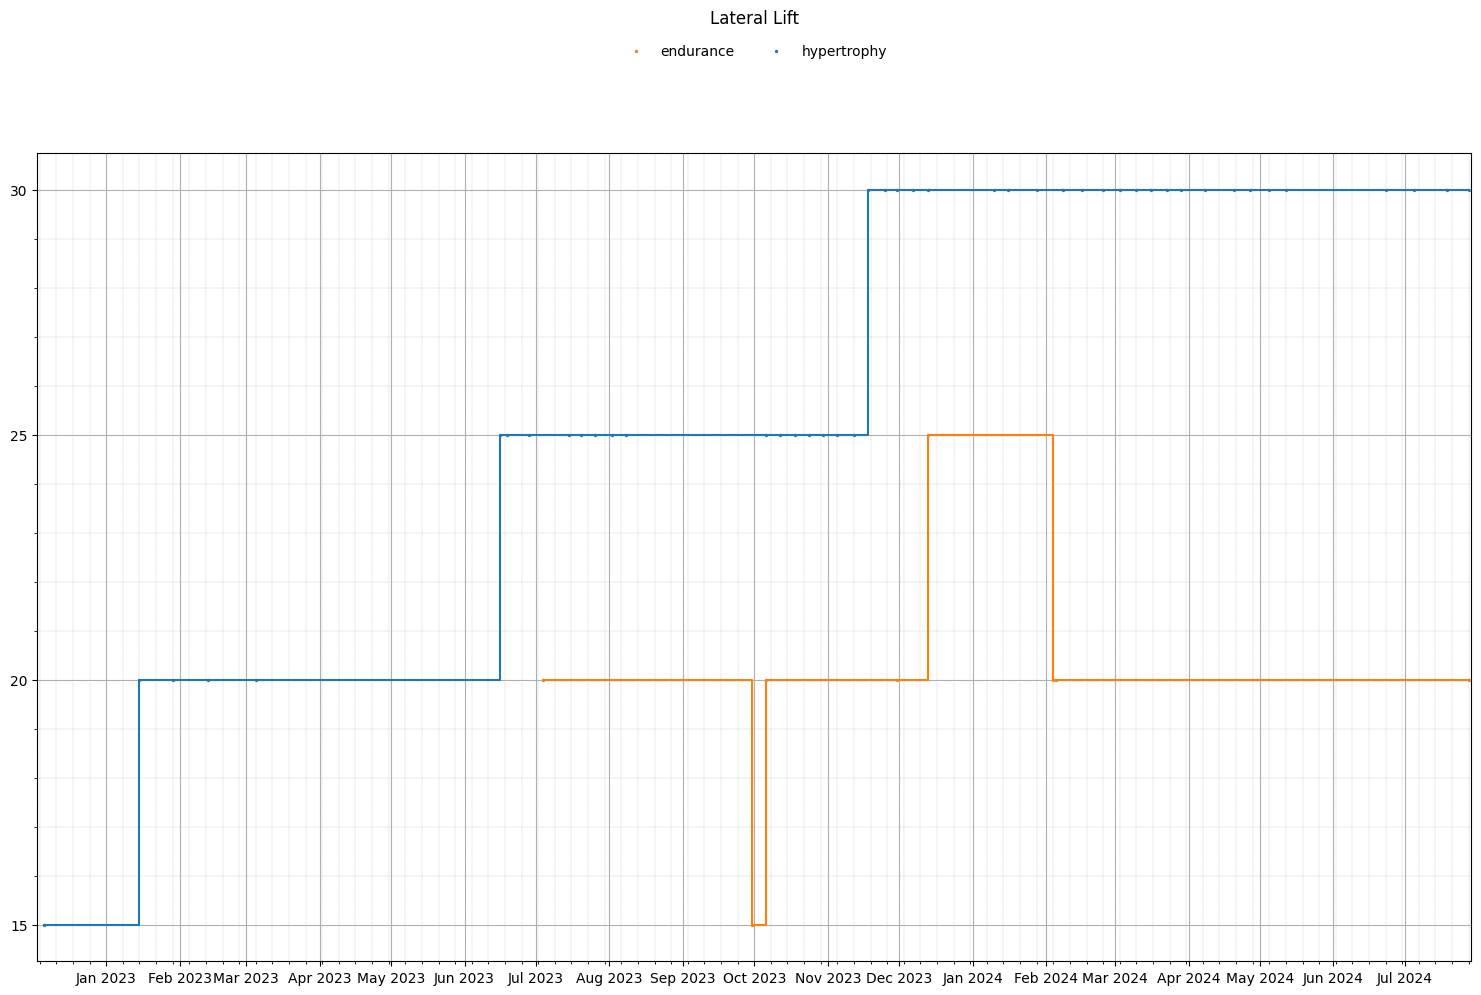 Lateral Lift
endurance hypertrophy
30
25
20
15
Jan 2023 Feb 2023 Mar 2023 Apr 2023 May 2023 Jun 2023 Jul 2023 Aug 2023 Sep 2023 Oct 2023 Nov 2023 Dec 2023 Jan 2024 Feb 2024 Mar 2024 Apr 2024 May 2024 Jun 2024 Jul 2024